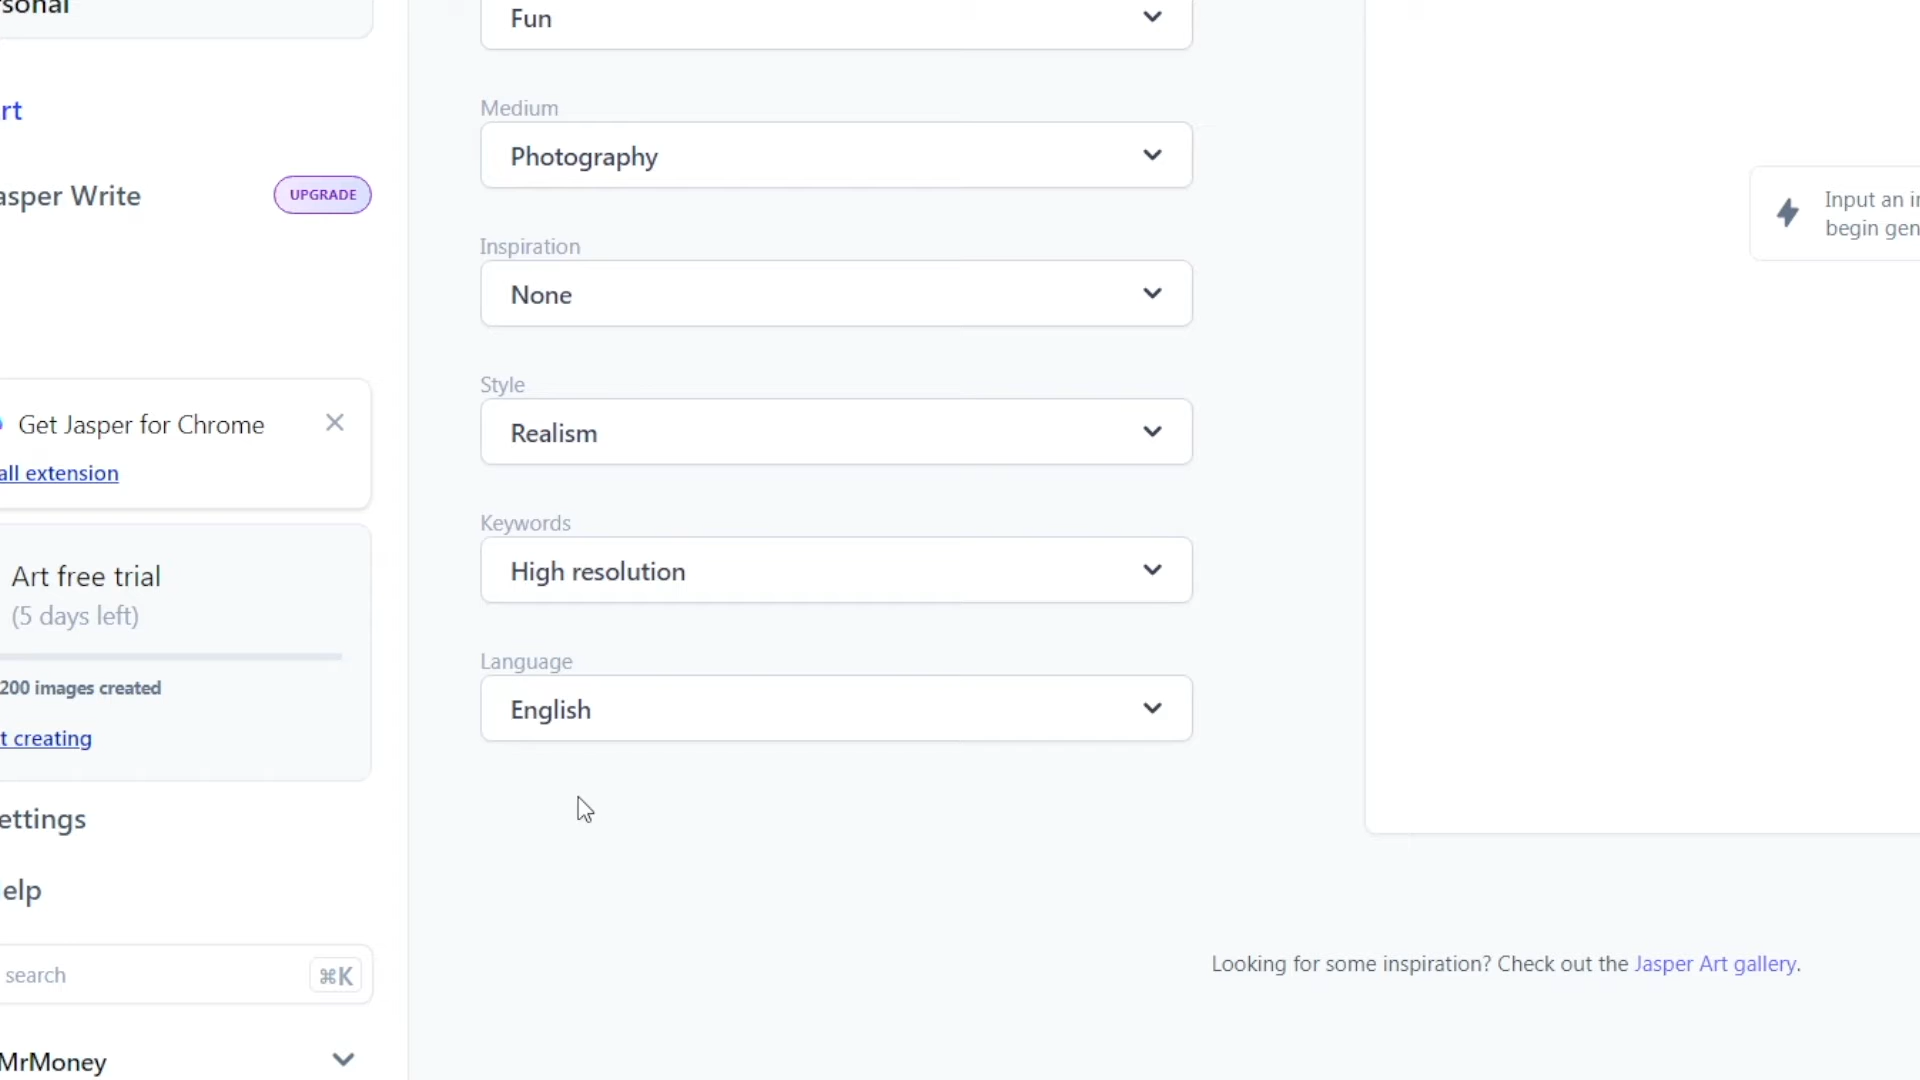 rsonal
rt
asper Write
UPGRADE
Get Jasper for Chrome
all extension
Art free trial
(5 days left)
200 images created
t creating
ettings
elp
search
⌘K
MrMoney
Fun
Medium
Photography
Inspiration
None
Style
Realism
Keywords
High resolution
Language
English
Input an i
begin gen
Looking for some inspiration? Check out the Jasper Art gallery.